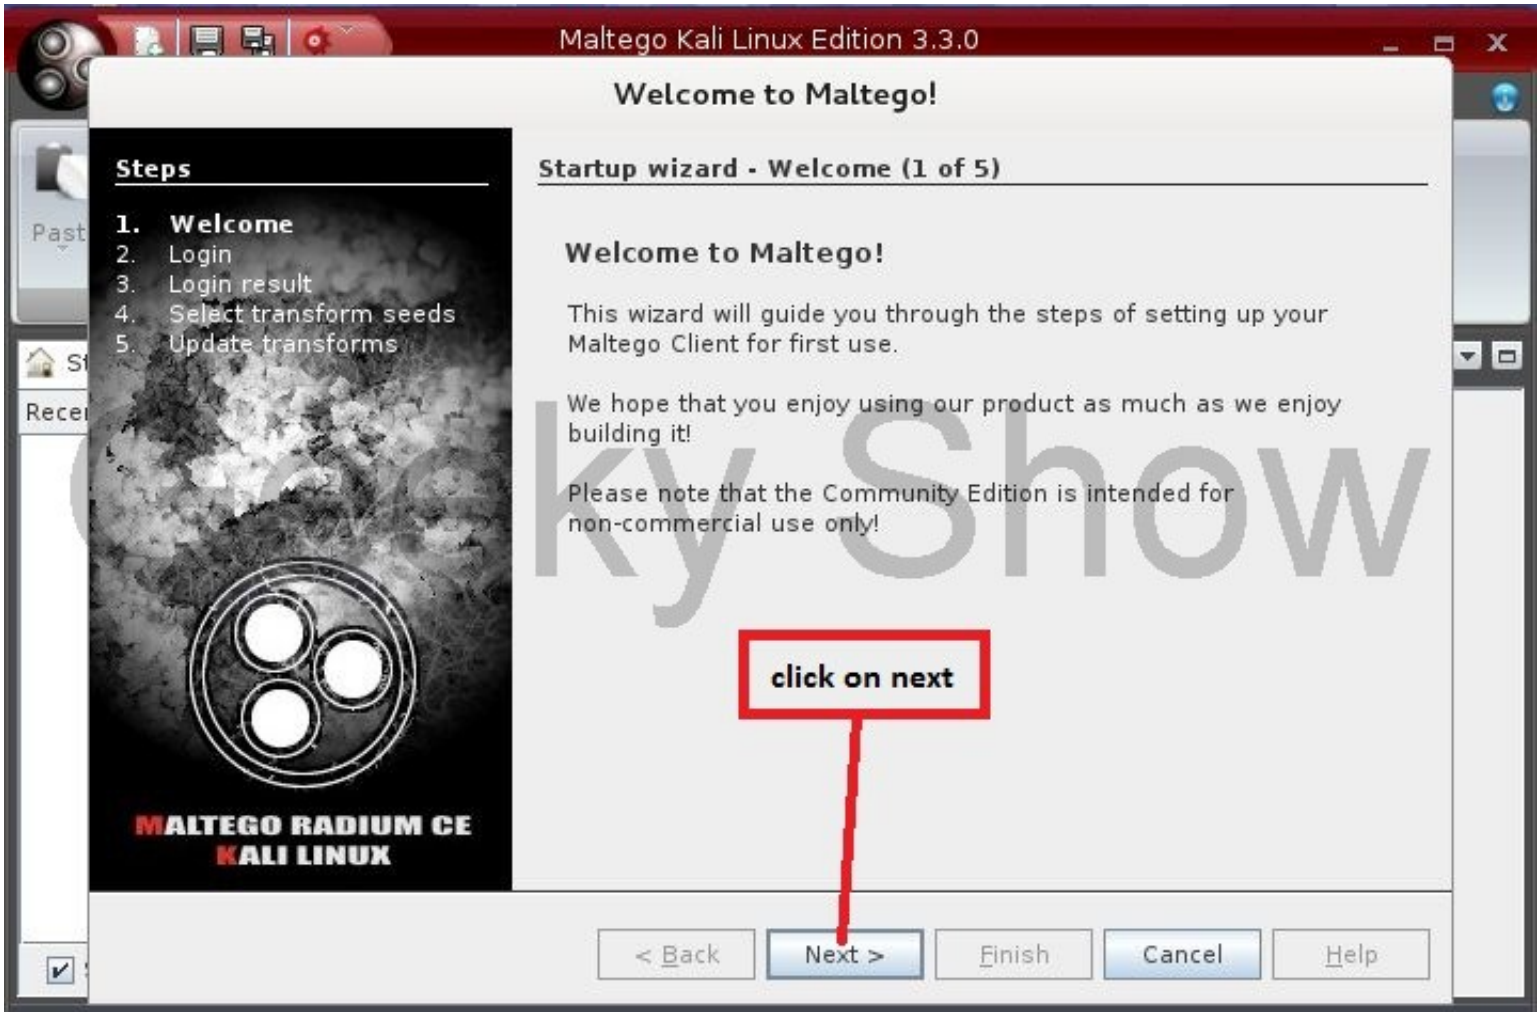 Maltego Kali Linux Edition 3.3.0
Welcome to Maltego!
Past
Steps
1. Welcome
2. Login
3. Login result
4. Select transform seeds
5. Update transforms
Startup wizard - Welcome (1 of 5)
Welcome to Maltego!
This wizard will guide you through the steps of setting up your
Maltego Client for first use.
We hope that you enjoy using our product as much as we enjoy
building it!
Please note that the Community Edition is intended for
non-commercial use only!
St
Recer
Geeky Show
click on next
MALTEGO RADIUM CE
KALI LINUX
< Back
Next >
Finish
Cancel
Help